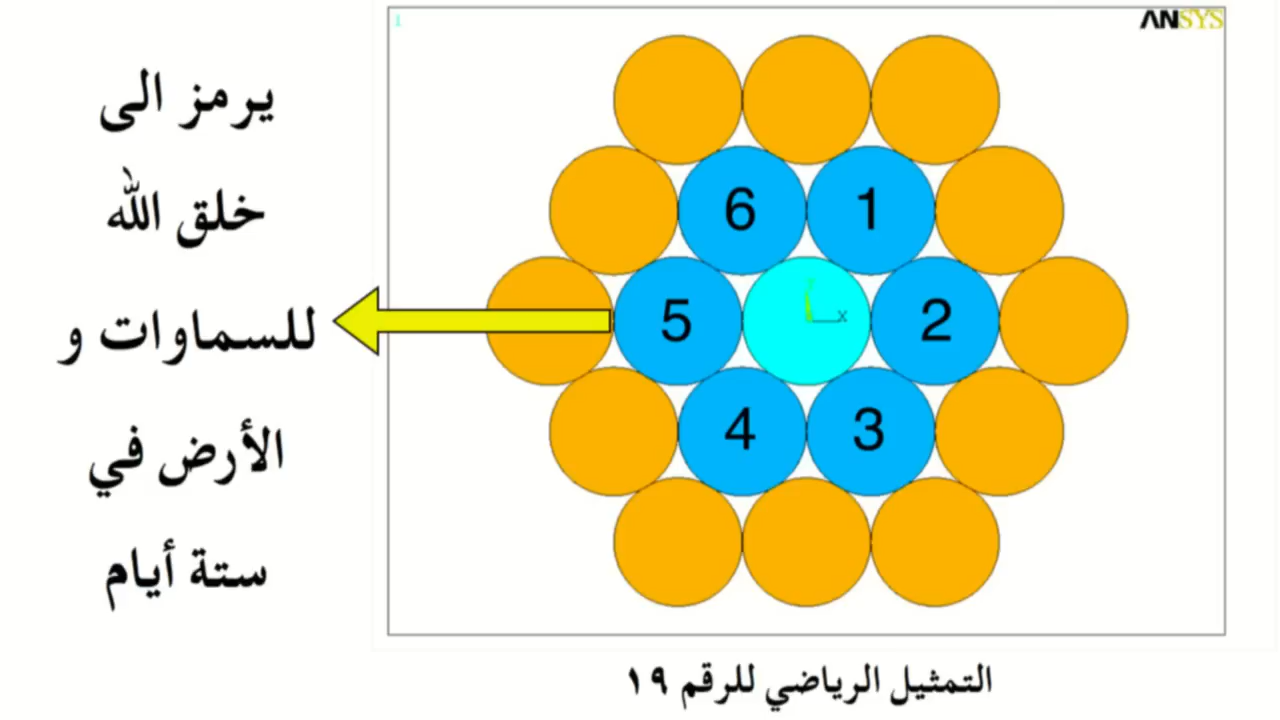 يرمز الى
خلق الله
للسماوات و
الأرض في
ستة أيام
1
ANSYS
6 1
5 X 2
4 3
التمثيل الرياضي للرقم ١٩